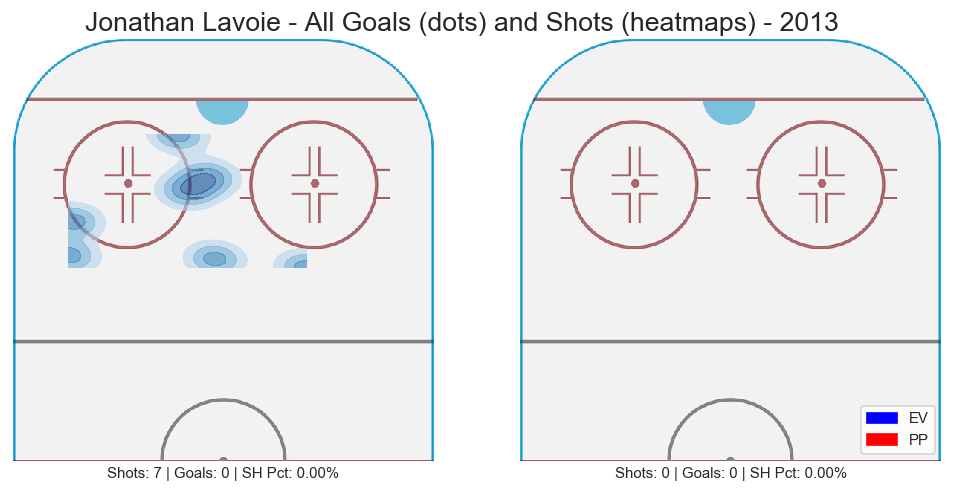 Jonathan Lavoie - All Goals (dots) and Shots (heatmaps) - 2013
EV
PP
Shots: 7 | Goals: 0 | SH Pct: 0.00%
Shots: 0 | Goals: 0 | SH Pct: 0.00%